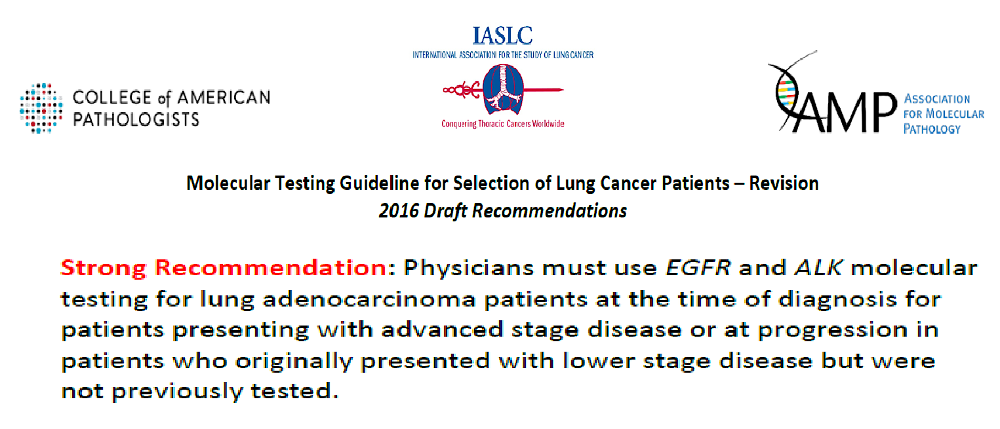 IASLC
INTERNATIONAL ASSOCIATION FOR THE STUDY OF LUNG CANCER
Conquering Thoracic Cancers Worldwide
COLLEGE of AMERICAN
PATHOLOGISTS
AMP
ASSOCIATION
FOR MOLECULAR
PATHOLOGY
Molecular Testing Guideline for Selection of Lung Cancer Patients – Revision
2016 Draft Recommendations
Strong Recommendation: Physicians must use EGFR and ALK molecular
testing for lung adenocarcinoma patients at the time of diagnosis for
patients presenting with advanced stage disease or at progression in
patients who originally presented with lower stage disease but were
not previously tested.